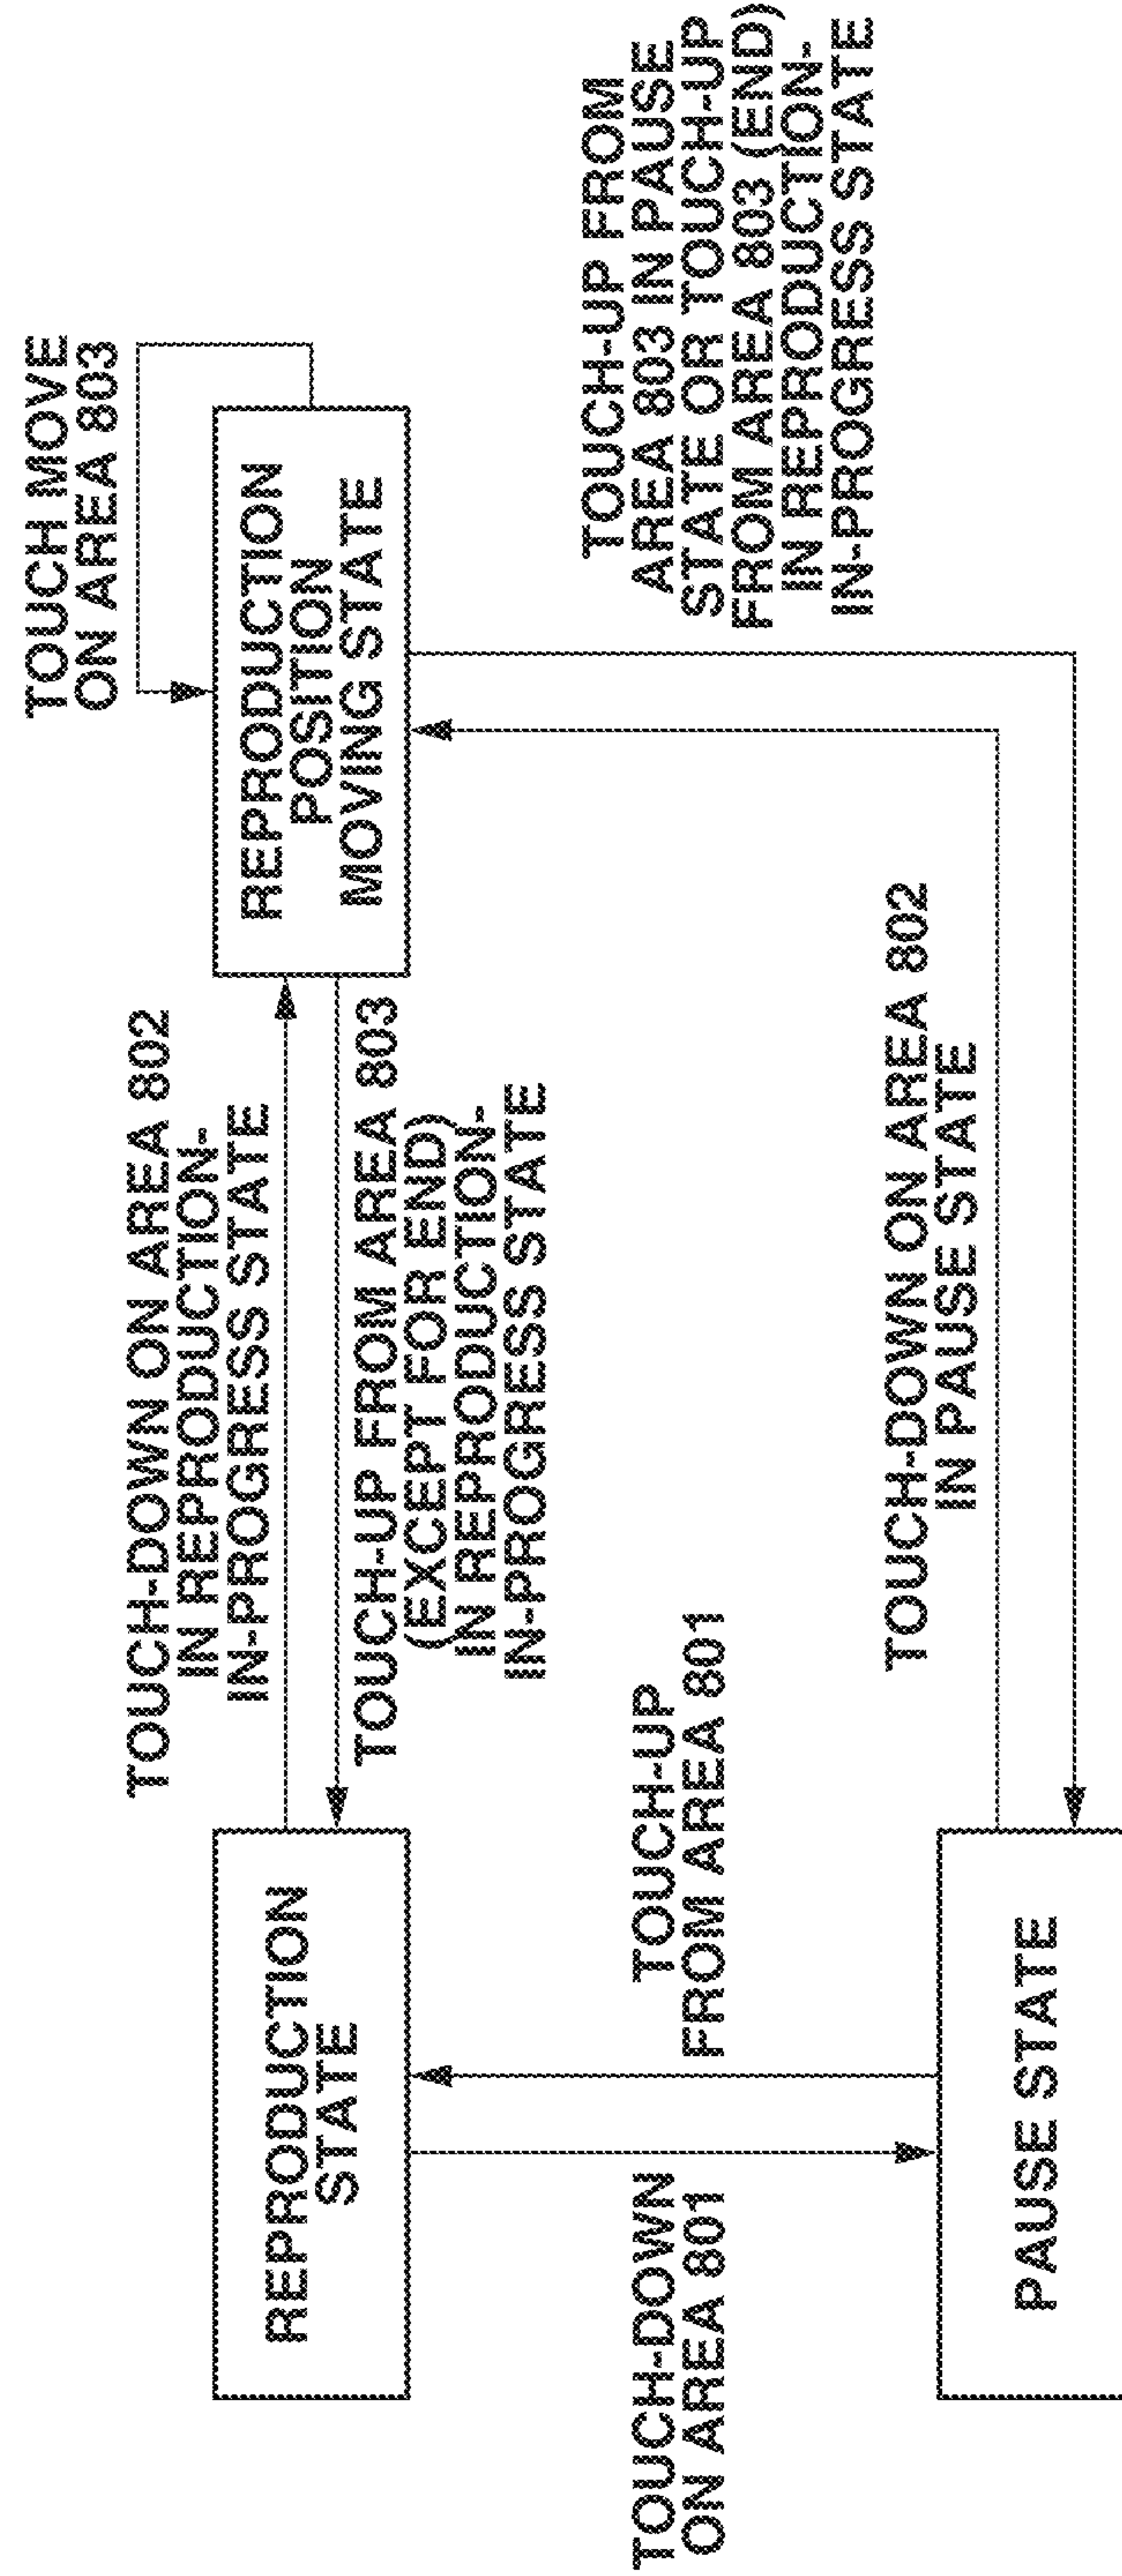 TOUCH MOVE
ON AREA 803
TOUCH-DOWN ON AREA 802
IN REPRODUCTION-
IN-PROGRESS STATE
REPRODUCTION
STATE
REPRODUCTION
POSITION
MOVING STATE
TOUCH-UP FROM AREA 803
(EXCEPT FOR END)
IN REPRODUCTION-
IN-PROGRESS STATE
TOUCH-DOWN
ON AREA 801
TOUCH-UP
FROM AREA 801
TOUCH-UP FROM
AREA 803 IN PAUSE
STATE OR TOUCH-UP
FROM AREA 803 (END)
IN REPRODUCTION-
IN-PROGRESS STATE
TOUCH-DOWN ON AREA 802
IN PAUSE STATE
PAUSE STATE